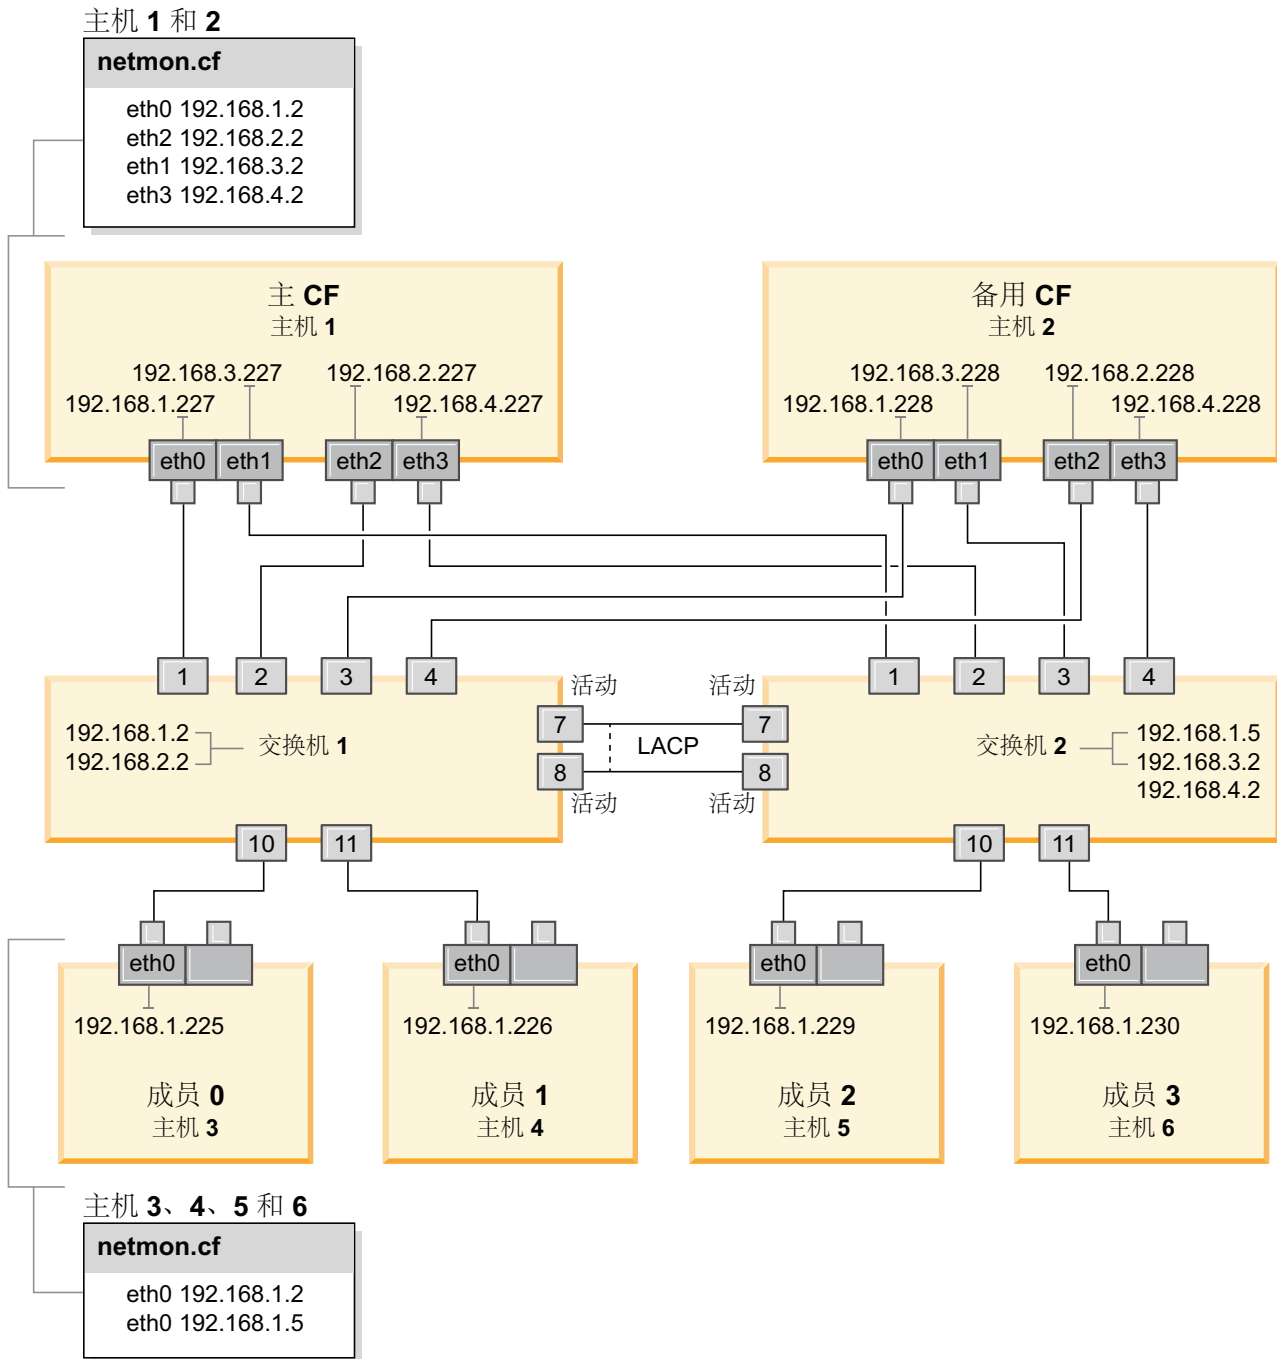 主机 1 和 2
netmon.cf
eth0 192.168.1.2
eth2 192.168.2.2
eth1 192.168.3.2
eth3 192.168.4.2
主 CF
主机 1
192.168.3.227
192.168.2.227
192.168.1.227
192.168.4.227
eth0
eth1
eth2
eth3
备用 CF
主机 2
192.168.3.228
192.168.2.228
192.168.1.228
192.168.4.228
eth0
eth1
eth2
eth3
1
2
3
4
192.168.1.2
192.168.2.2
交换机 1
活动
7
8
活动
LACP
活动
7
8
活动
1
2
3
4
交换机 2
192.168.1.5
192.168.3.2
192.168.4.2
10
11
10
11
eth0
192.168.1.225
成员 0
主机 3
eth0
192.168.1.226
成员 1
主机 4
eth0
192.168.1.229
成员 2
主机 5
eth0
192.168.1.230
成员 3
主机 6
主机 3、4、5 和 6
netmon.cf
eth0 192.168.1.2
eth0 192.168.1.5